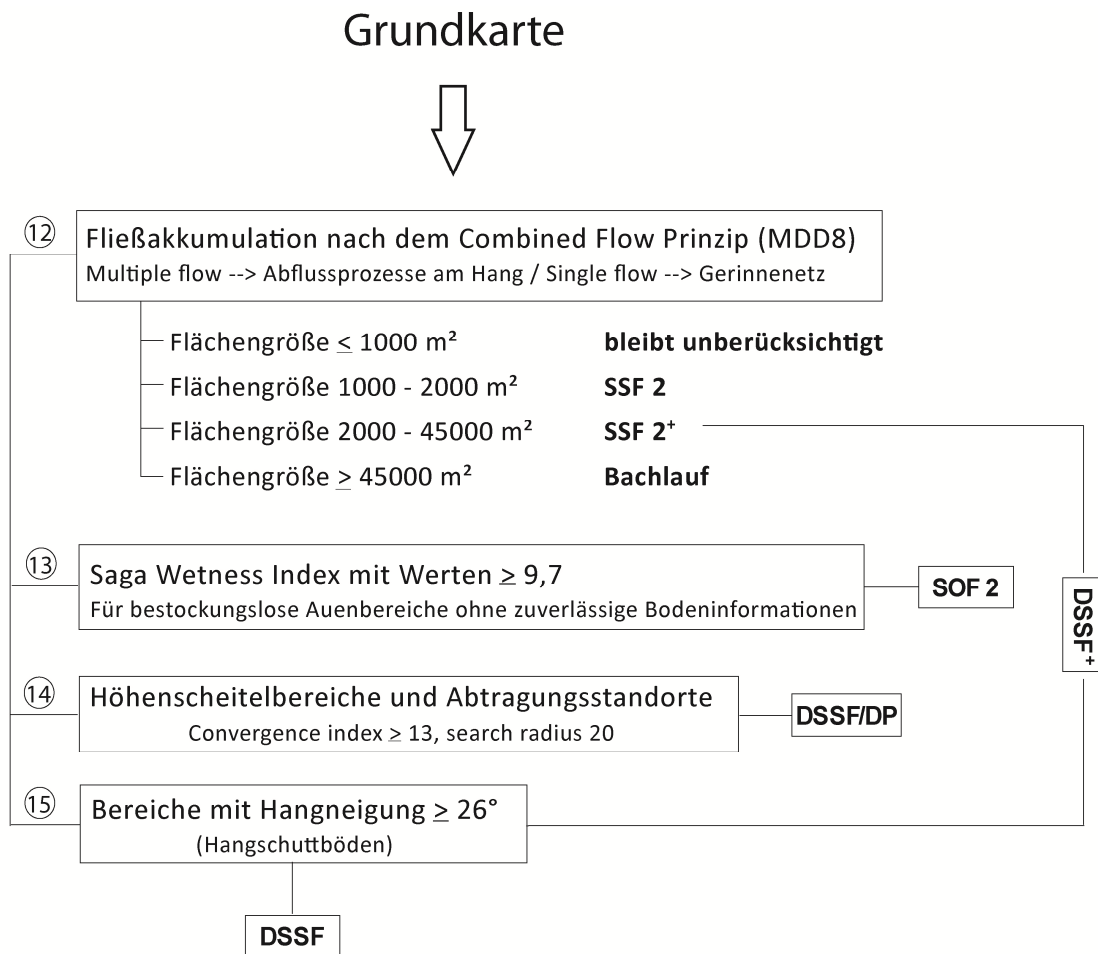 Grundkarte
12
Fließakkumulation nach dem Combined Flow Prinzip (MDD8)
Multiple flow --> Abflussprozesse am Hang / Single flow --> Gerinnenetz
Flächengröße ≤ 1000 m² bleibt unberücksichtigt
Flächengröße 1000 - 2000 m² SSF 2
Flächengröße 2000 - 45000 m² SSF 2⁺
Flächengröße ≥ 45000 m² Bachlauf
13
Saga Wetness Index mit Werten ≥ 9,7
Für bestockungslose Auenbereiche ohne zuverlässige Bodeninformationen
SOF 2
DSSF⁺
14
Höhenscheitelbereiche und Abtragungsstandorte
Convergence index ≥ 13, search radius 20
DSSF/DP
15
Bereiche mit Hangneigung ≥ 26°
(Hangschuttböden)
DSSF